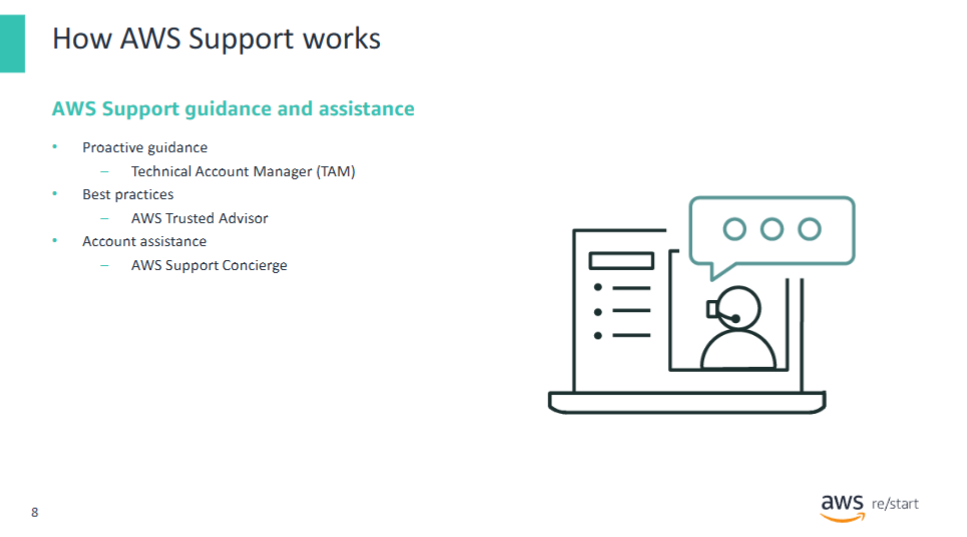 How AWS Support works
AWS Support guidance and assistance
• Proactive guidance
– Technical Account Manager (TAM)
• Best practices
– AWS Trusted Advisor
• Account assistance
– AWS Support Concierge
8
aws re/start